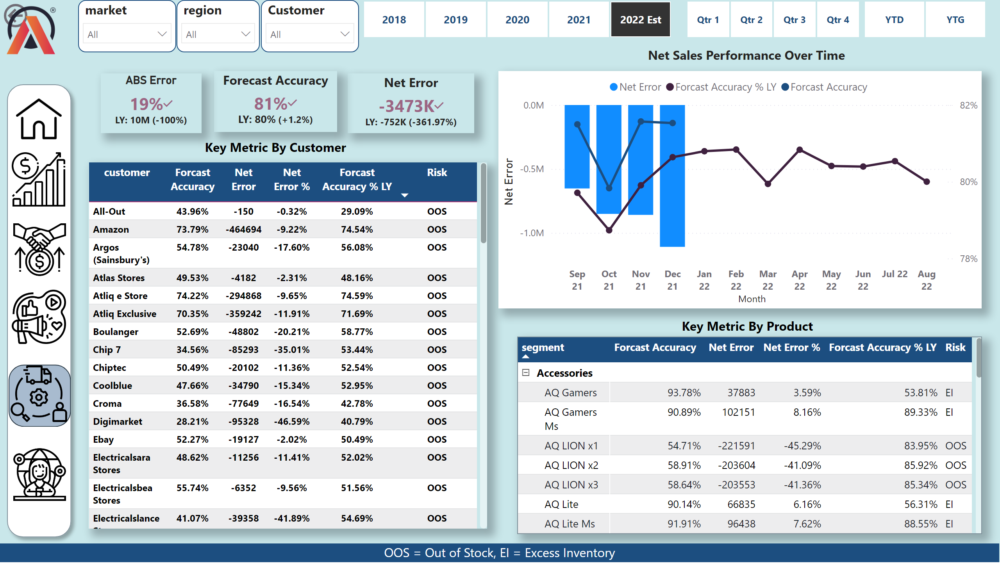 ®
market
All
region
All
Customer
All
2018
2019
2020
2021
2022 Est
Qtr 1
Qtr 2
Qtr 3
Qtr 4
YTD
YTG
ABS Error
19%
LY: 10M (-100%)
Forecast Accuracy
81%
LY: 80% (+1.2%)
Net Error
-3473K
LY: -752K (-361.97%)
Key Metric By Customer
customer Forcast Accuracy Net Error Net Error % Forcast Accuracy % LY Risk
All-Out 43.96% -150 -0.32% 29.09% OOS
Amazon 73.79% -464694 -9.22% 74.54% OOS
Argos (Sainsbury's) 54.78% -23040 -17.60% 56.08% OOS
Atlas Stores 49.53% -4182 -2.31% 48.16% OOS
Atliq e Store 74.22% -294868 -9.65% 74.59% OOS
Atliq Exclusive 70.35% -359242 -11.91% 71.69% OOS
Boulanger 52.69% -48802 -20.21% 58.77% OOS
Chip 7 34.56% -85293 -35.01% 53.44% OOS
Chiptec 50.49% -20102 -11.36% 52.54% OOS
Coolblue 47.66% -34790 -15.34% 52.95% OOS
Croma 36.58% -77649 -16.54% 42.78% OOS
Digimarket 28.21% -95328 -46.59% 40.79% OOS
Ebay 52.27% -19127 -2.02% 50.49% OOS
Electricalsara Stores 48.62% -11256 -11.41% 52.02% OOS
Electricalsbea Stores 55.74% -6352 -9.56% 51.56% OOS
Electricalslance 41.07% -39358 -41.89% 54.69% OOS
Net Sales Performance Over Time
Net Error Forcast Accuracy % LY Forcast Accuracy
0.0M
-0.5M
-1.0M
Net Error
82%
80%
78%
Sep 21
Oct 21
Nov 21
Dec 21
Jan 22
Feb 22
Mar 22
Apr 22
May 22
Jun 22
Jul 22
Aug 22
Month
Key Metric By Product
segment Forcast Accuracy Net Error Net Error % Forcast Accuracy % LY Risk
Accessories
AQ Gamers 93.78% 37883 3.59% 53.81% EI
AQ Gamers Ms 90.89% 102151 8.16% 89.33% EI
AQ LION x1 54.71% -221591 -45.29% 83.95% OOS
AQ LION x2 58.91% -203604 -41.09% 85.92% OOS
AQ LION x3 58.64% -203553 -41.36% 85.34% OOS
AQ Lite 90.14% 66835 6.16% 56.31% EI
AQ Lite Ms 91.91% 96438 7.62% 88.55% EI
OOS = Out of Stock, EI = Excess Inventory